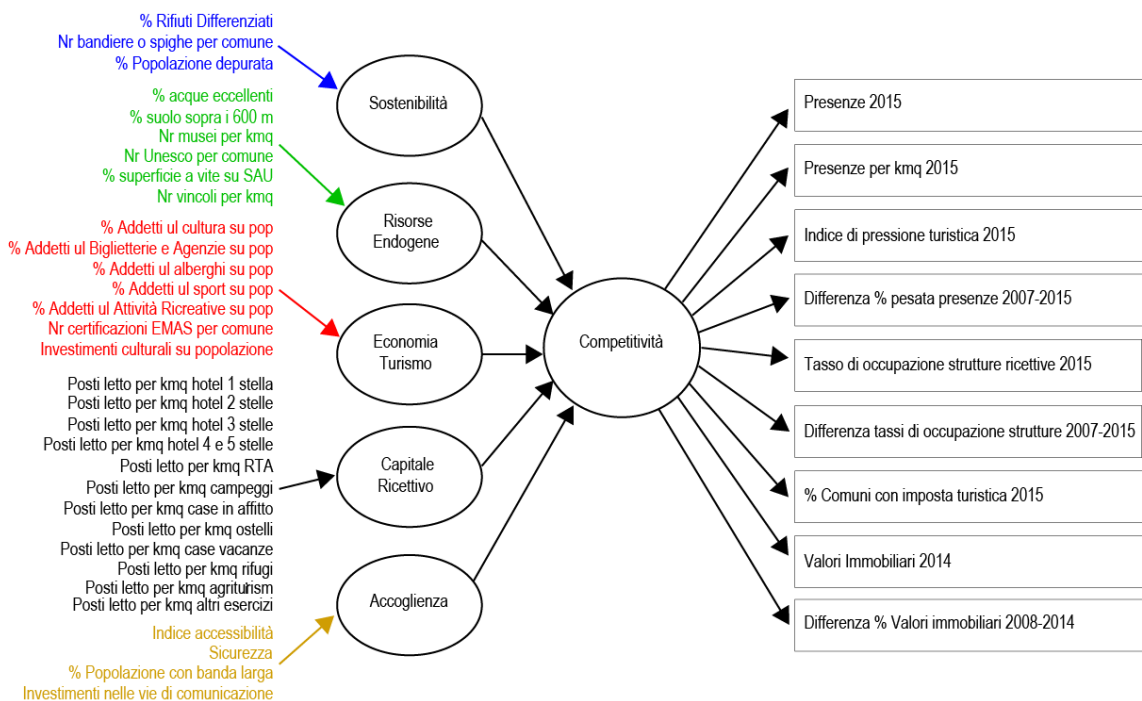 % Rifiuti Differenziati
Nr bandiere o spighe per comune
% Popolazione depurata
% acque eccellenti
% suolo sopra i 600 m
Nr musei per kmq
Nr Unesco per comune
% superficie a vite su SAU
Nr vincoli per kmq
% Addetti ul cultura su pop
% Addetti ul Biglietterie e Agenzie su pop
% Addetti ul alberghi su pop
% Addetti ul sport su pop
% Addetti ul Attività Ricreative su pop
Nr certificazioni EMAS per comune
Investimenti culturali su popolazione
Posti letto per kmq hotel 1 stella
Posti letto per kmq hotel 2 stelle
Posti letto per kmq hotel 3 stelle
Posti letto per kmq hotel 4 e 5 stelle
Posti letto per kmq RTA
Posti letto per kmq campeggi
Posti letto per kmq case in affitto
Posti letto per kmq ostelli
Posti letto per kmq case vacanze
Posti letto per kmq rifugi
Posti letto per kmq agriturism
Posti letto per kmq altri esercizi
Indice accessibilità
Sicurezza
% Popolazione con banda larga
Investimenti nelle vie di comunicazione
Sostenibilità
Risorse
Endogene
Economia
Turismo
Capitale
Ricettivo
Accoglienza
Competitività
Presenze 2015
Presenze per kmq 2015
Indice di pressione turistica 2015
Differenza % pesata presenze 2007-2015
Tasso di occupazione strutture ricettive 2015
Differenza tassi di occupazione strutture 2007-2015
% Comuni con imposta turistica 2015
Valori Immobiliari 2014
Differenza % Valori immobiliari 2008-2014